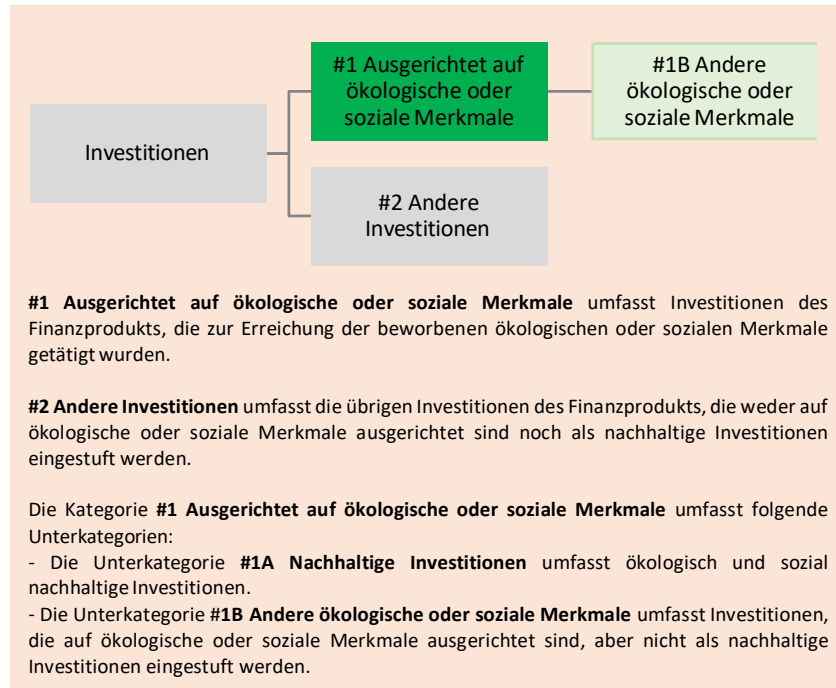 #1 Ausgerichtet auf
ökologische oder
soziale Merkmale
#1B Andere
ökologische oder
soziale Merkmale
Investitionen
#2 Andere
Investitionen
#1 Ausgerichtet auf ökologische oder soziale Merkmale umfasst Investitionen des
Finanzprodukts, die zur Erreichung der beworbenen ökologischen oder sozialen Merkmale
getätigt wurden.
#2 Andere Investitionen umfasst die übrigen Investitionen des Finanzprodukts, die weder auf
ökologische oder soziale Merkmale ausgerichtet sind noch als nachhaltige Investitionen
eingestuft werden.
Die Kategorie #1 Ausgerichtet auf ökologische oder soziale Merkmale umfasst folgende
Unterkategorien:
- Die Unterkategorie #1A Nachhaltige Investitionen umfasst ökologisch und sozial
nachhaltige Investitionen.
- Die Unterkategorie #1B Andere ökologische oder soziale Merkmale umfasst Investitionen,
die auf ökologische oder soziale Merkmale ausgerichtet sind, aber nicht als nachhaltige
Investitionen eingestuft werden.